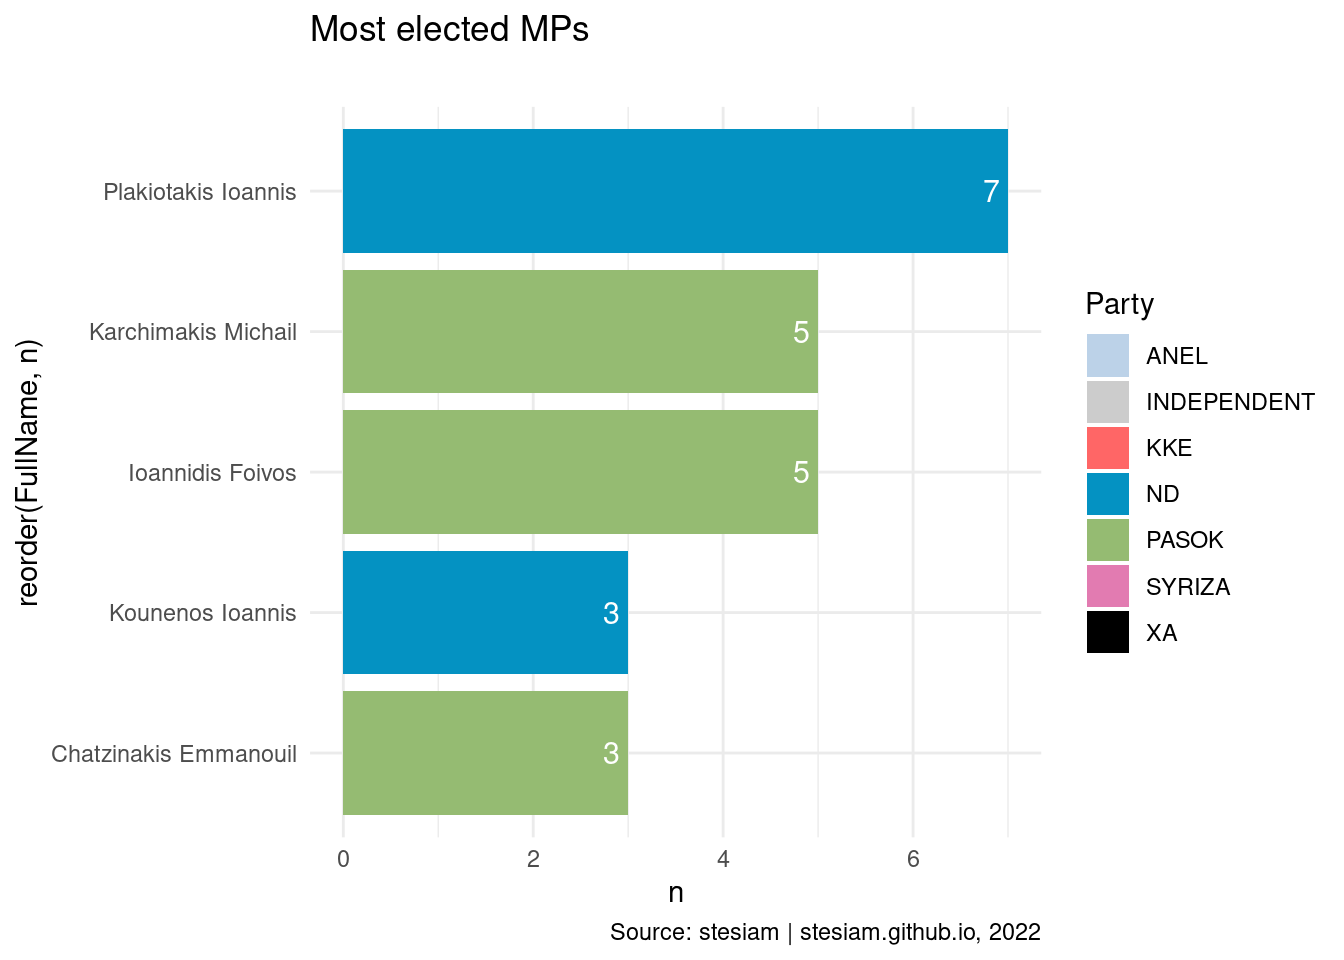 Most elected MPs
reorder(FullName, n)
Plakiotakis Ioannis
7
Karchimakis Michail
5
Ioannidis Foivos
5
Kounenos Ioannis
3
Chatzinakis Emmanouil
3
0 2 4 6
n
Party
ANEL
INDEPENDENT
KKE
ND
PASOK
SYRIZA
XA
Source: stesiam | stesiam.github.io, 2022